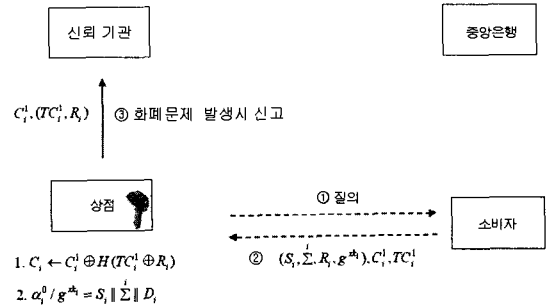 신뢰 기관
중앙은행
C_i^1, (TC_i^1, R_i)
③ 화폐문제 발생시 신고
상점
① 질의
소비자
② (S_i, Σ^i, R_i, g^{xh_i}), C_i^1, TC_i^1
1. C_i ← C_i^1 ⊕ H(TC_i^1 ⊕ R_i)
2. α_i^0 / g^{xh_i} = S_i ∥ Σ^i ∥ D_i